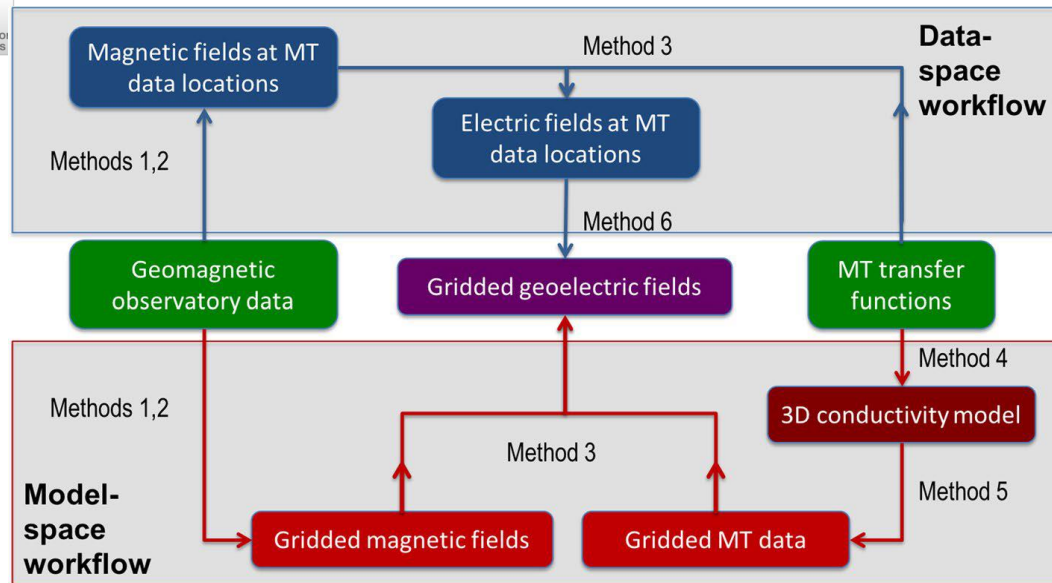 Data-
space
workflow
Method 3
Magnetic fields at MT
data locations
Electric fields at MT
data locations
Methods 1,2
Method 6
Geomagnetic
observatory data
Gridded geoelectric fields
MT transfer
functions
Method 4
Methods 1,2
3D conductivity model
Method 3
Method 5
Model-
space
workflow
Gridded magnetic fields
Gridded MT data